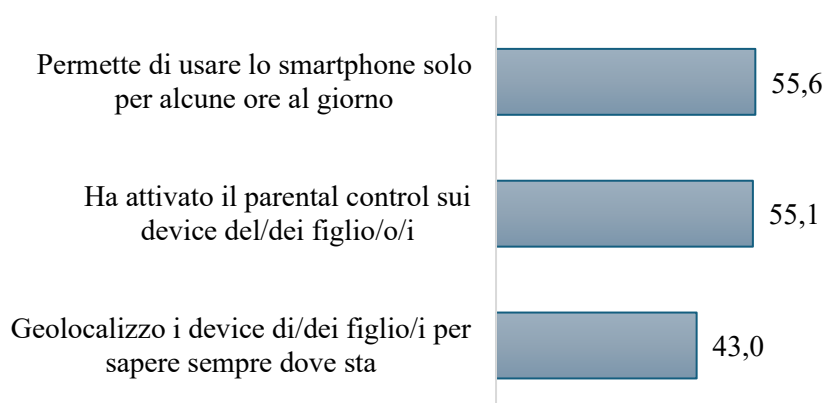 Permette di usare lo smartphone solo
per alcune ore al giorno
55,6
Ha attivato il parental control sui
device del/dei figlio/o/i
55,1
Geolocalizzo i device di/dei figlio/i per
sapere sempre dove sta
43,0